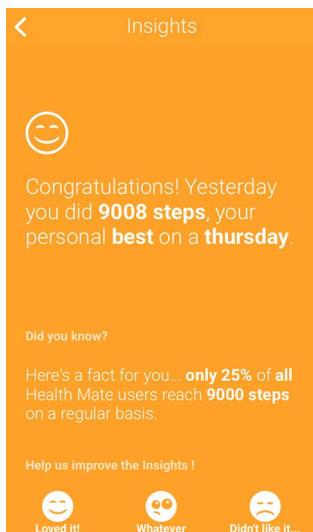 Insights
Congratulations! Yesterday
you did 9008 steps, your
personal best on a thursday.
Did you know?
Here's a fact for you... only 25% of all
Health Mate users reach 9000 steps
on a regular basis.
Help us improve the Insights !
Loved it! Whatever Didn't like it...